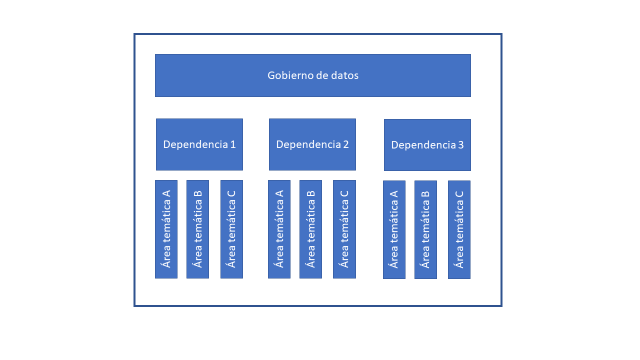 Gobierno de datos
Dependencia 1
Dependencia 2
Dependencia 3
Área temática A
Área temática B
Área temática C
Área temática A
Área temática B
Área temática C
Área temática A
Área temática B
Área temática C